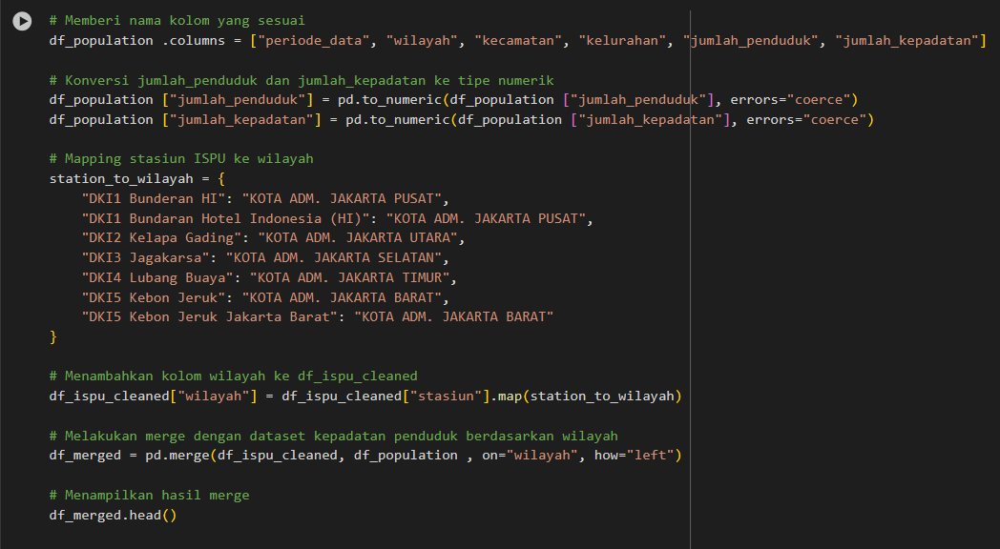 # Memberi nama kolom yang sesuai
df_population .columns = ["periode_data", "wilayah", "kecamatan", "kelurahan", "jumlah_penduduk", "jumlah_kepadatan"]
# Konversi jumlah_penduduk dan jumlah_kepadatan ke tipe numerik
df_population ["jumlah_penduduk"] = pd.to_numeric(df_population ["jumlah_penduduk"], errors="coerce")
df_population ["jumlah_kepadatan"] = pd.to_numeric(df_population ["jumlah_kepadatan"], errors="coerce")
# Mapping stasiun ISPU ke wilayah
station_to_wilayah = {
    "DKI1 Bunderan HI": "KOTA ADM. JAKARTA PUSAT",
    "DKI1 Bundaran Hotel Indonesia (HI)": "KOTA ADM. JAKARTA PUSAT",
    "DKI2 Kelapa Gading": "KOTA ADM. JAKARTA UTARA",
    "DKI3 Jagakarsa": "KOTA ADM. JAKARTA SELATAN",
    "DKI4 Lubang Buaya": "KOTA ADM. JAKARTA TIMUR",
    "DKI5 Kebon Jeruk": "KOTA ADM. JAKARTA BARAT",
    "DKI5 Kebon Jeruk Jakarta Barat": "KOTA ADM. JAKARTA BARAT"
}
# Menambahkan kolom wilayah ke df_ispu_cleaned
df_ispu_cleaned["wilayah"] = df_ispu_cleaned["stasiun"].map(station_to_wilayah)
# Melakukan merge dengan dataset kepadatan penduduk berdasarkan wilayah
df_merged = pd.merge(df_ispu_cleaned, df_population , on="wilayah", how="left")
# Menampilkan hasil merge
df_merged.head()